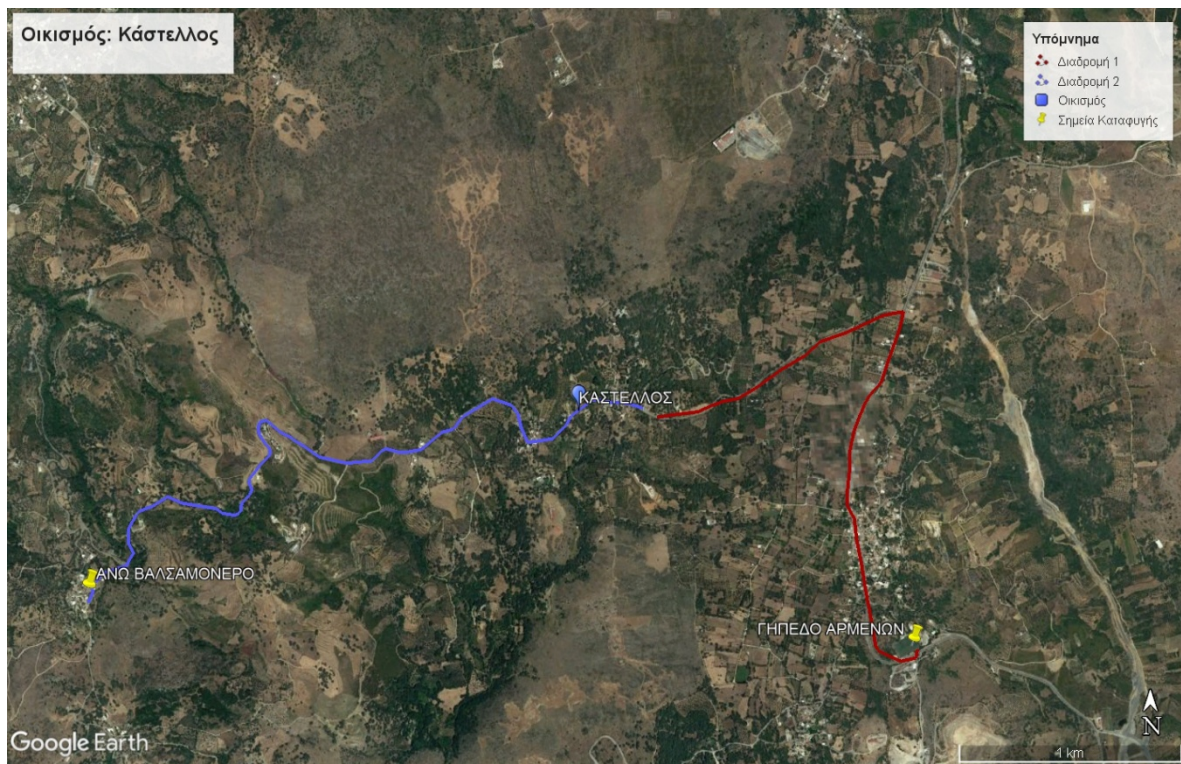 Οικισμός: Κάστελλος
Υπόμνημα
Διαδρομή 1
Διαδρομή 2
Οικισμός
Σημεία Καταφυγής
ΚΑΣΤΕΛΛΟΣ
ΑΝΩ ΒΑΛΣΑΜΟΝΕΡΟ
ΓΗΠΕΔΟ ΑΡΜΕΝΩΝ
N
Google Earth
4 km